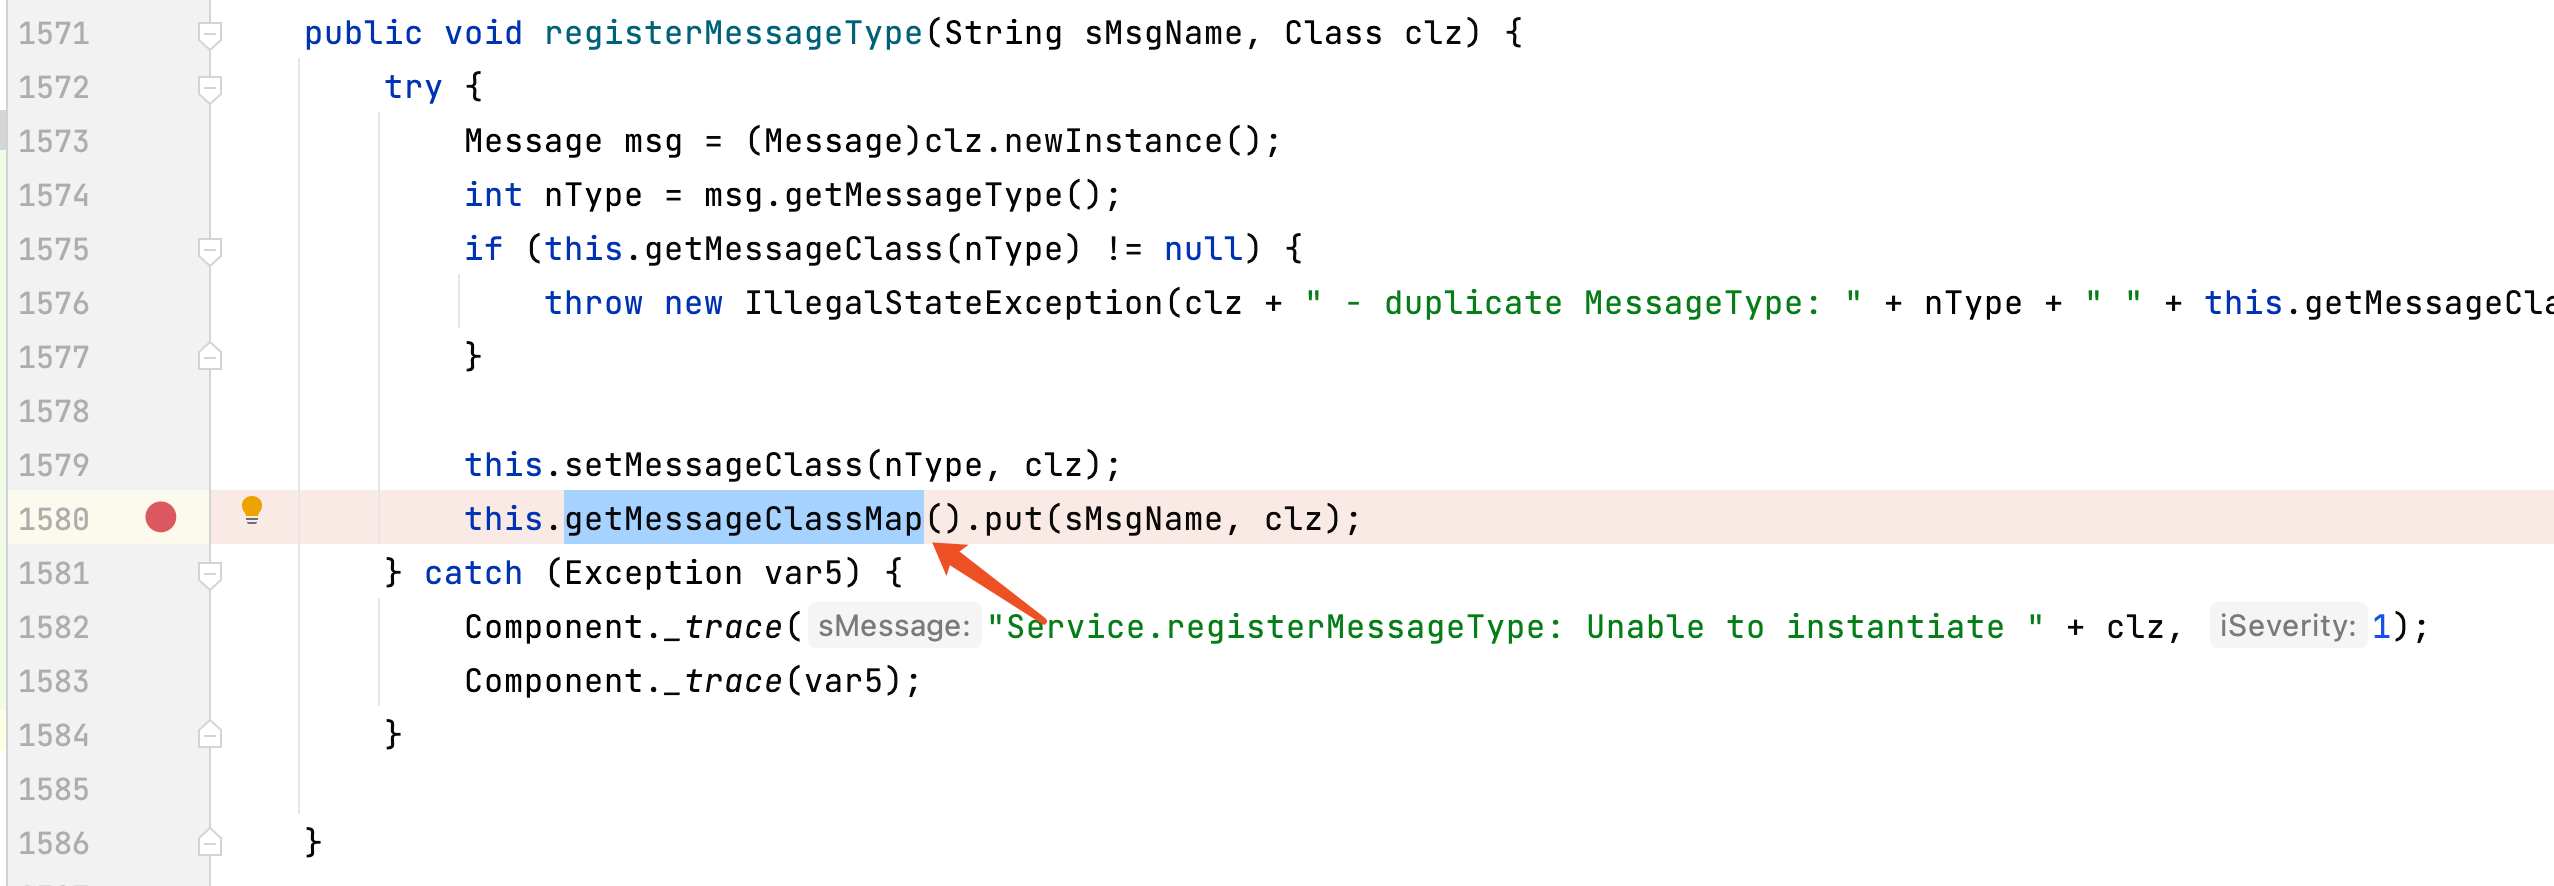 1571 public void registerMessageType(String sMsgName, Class clz) {
1572 try {
1573 Message msg = (Message)clz.newInstance();
1574 int nType = msg.getMessageType();
1575 if (this.getMessageClass(nType) != null) {
1576 throw new IllegalStateException(clz + " - duplicate MessageType: " + nType + " " + this.getMessageCla
1577 }
1578
1579 this.setMessageClass(nType, clz);
1580 this.getMessageClassMap().put(sMsgName, clz);
1581 } catch (Exception var5) {
1582 Component._trace( sMessage: "Service.registerMessageType: Unable to instantiate " + clz, iSeverity: 1);
1583 Component._trace(var5);
1584 }
1585
1586 }